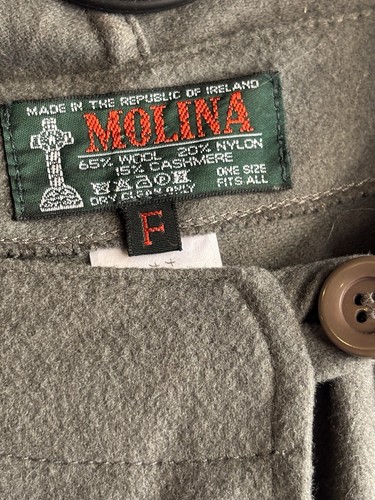 MADE IN THE REPUBLIC OF IRELAND
MOLINA
65% WOOL 20% NYLON
15% CASHMERE
ONE SIZE
FITS ALL
DRY CLEAN ONLY
F